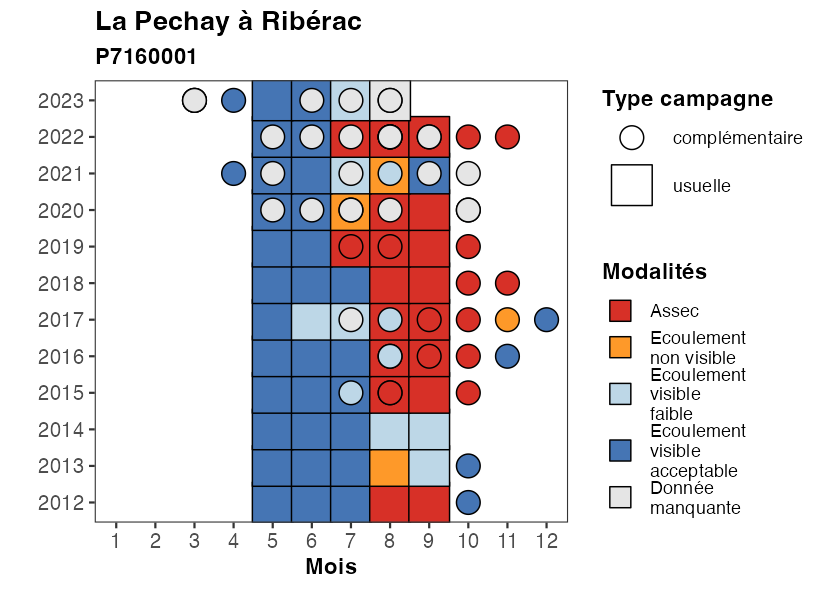 La Pechay à Ribérac
P7160001
2023
2022
2021
2020
2019
2018
2017
2016
2015
2014
2013
2012
1 2 3 4 5 6 7 8 9 10 11 12
Mois
Type campagne
complémentaire
usuelle
Modalités
Assec
Ecoulement
non visible
Ecoulement
visible
faible
Ecoulement
visible
acceptable
Donnée
manquante